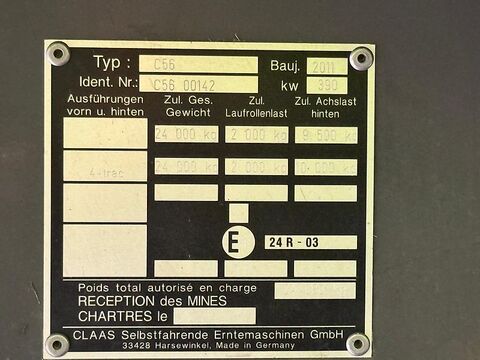 Typ : C56 Bauj. 2011
Ident. Nr.: C56 00142 kw 390
Ausführungen vorn u. hinten Zul. Ges. Gewicht Zul. Laufrollenlast Zul. Achslast hinten
24 000 kg 2 000 kg 9 500 kg
4-trac 24 000 kg 2 000 kg
E 24 R - 03
Poids total autorisé en charge
RECEPTION des MINES
CHARTRES le
CLAAS Selbstfahrende Erntemaschinen GmbH
33428 Harsewinkel, Made in Germany